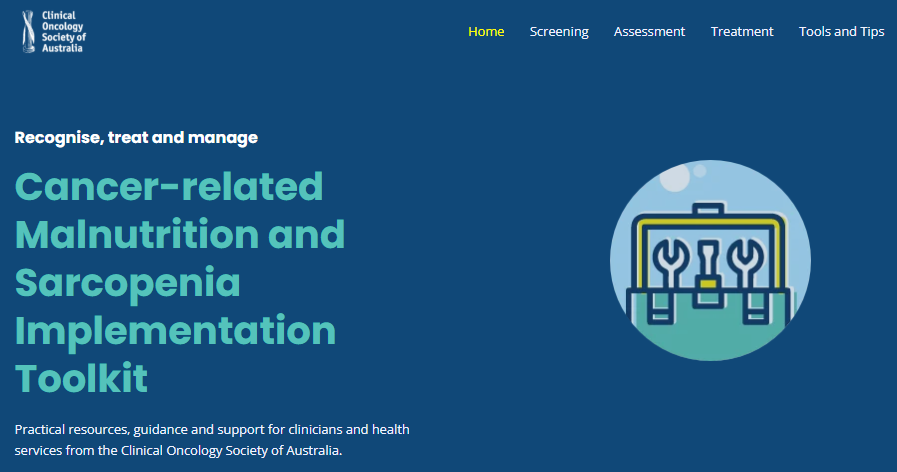 Clinical
Oncology
Society of
Australia
Home Screening Assessment Treatment Tools and Tips
Recognise, treat and manage
Cancer-related
Malnutrition and
Sarcopenia
Implementation
Toolkit
Practical resources, guidance and support for clinicians and health
services from the Clinical Oncology Society of Australia.